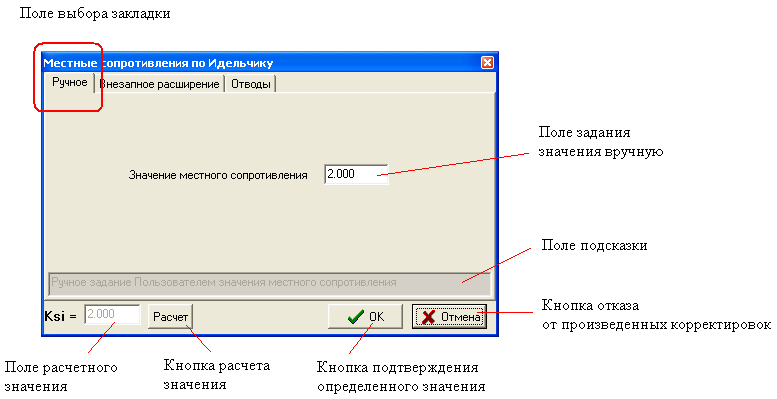 Поле выбора закладки
Местные сопротивления по Идельчику
Ручное Внезапное расширение Отводы
Поле задания
значения вручную
Значение местного сопротивления 2.000
Поле подсказки
Ручное задание Пользователем значения местного сопротивления
Ksi = 2.000 Расчет OK Отмена
Кнопка отказа
от произведенных корректировок
Поле расчетного
значения
Кнопка расчета
значения
Кнопка подтверждения
определенного значения